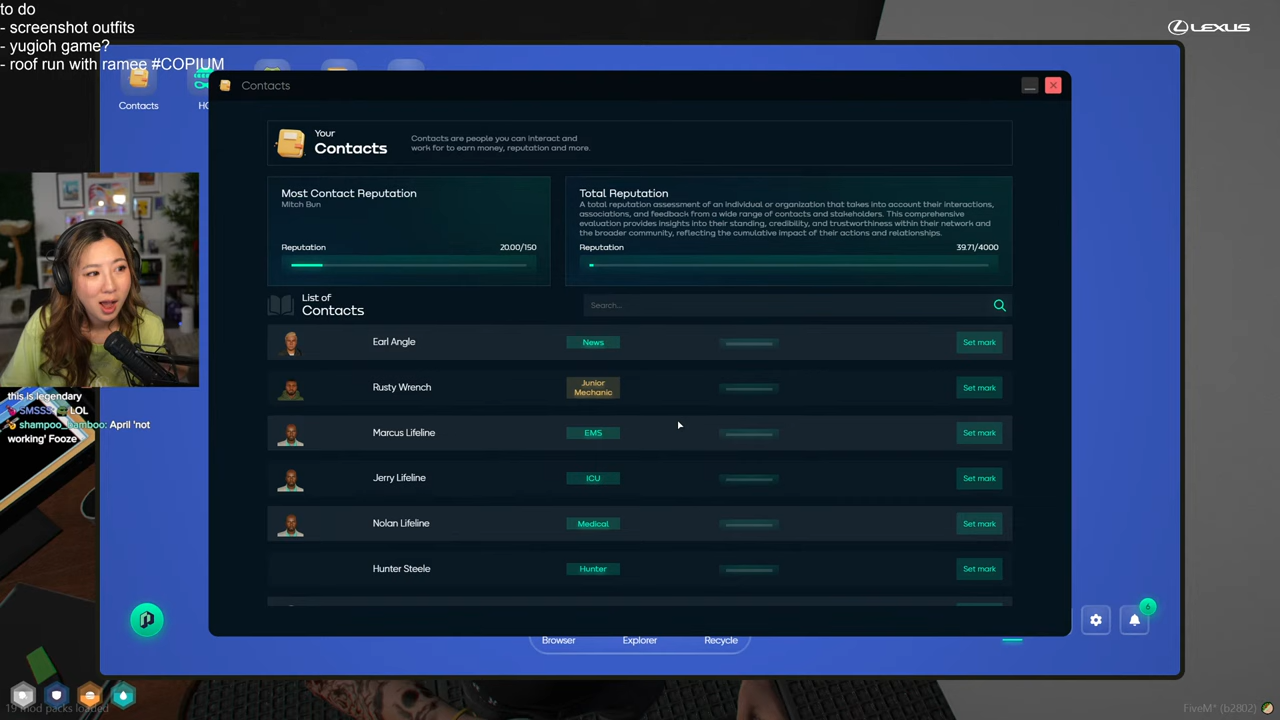 to do
- screenshot outfits
- yugioh game?
- roof run with ramee #COPIUM
LEXUS
Contacts
Contacts
Your
Contacts
Contacts are people you can interact and
work for to earn money, reputation and more.
Most Contact Reputation
Mitch Bun
Reputation
20.00/150
Total Reputation
A total reputation assessment of an individual or organization that takes into account their interactions,
associations, and feedback from a wide range of contacts and stakeholders. This comprehensive
evaluation provides insights into their standing, credibility, and trustworthiness within their network and
the broader community, reflecting the cumulative impact of their actions and relationships.
Reputation
39.71/4000
List of
Contacts
Search...
Earl Angle
News
Set mark
Rusty Wrench
Junior
Mechanic
Set mark
Marcus Lifeline
EMS
Set mark
Jerry Lifeline
ICU
Set mark
Nolan Lifeline
Medical
Set mark
Hunter Steele
Hunter
Set mark
this is legendary
SMSSS
LOL
shampoo_bamboo: April 'not
working' Fooze
Browser
Explorer
Recycle
6
19 mod packs loaded
FiveM* (b2802)